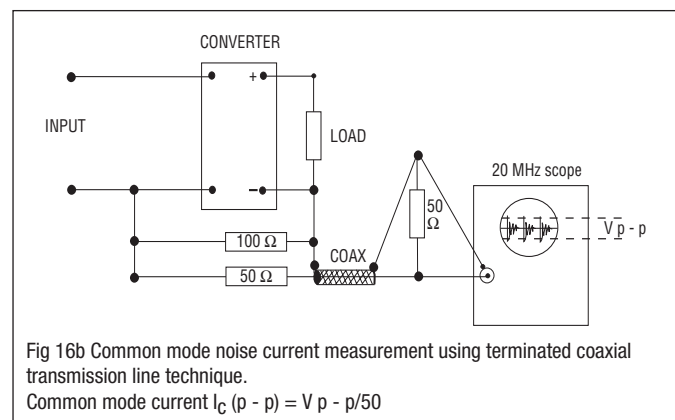 CONVERTER
+
INPUT
LOAD
–
20 MHz scope
50
Ω
V p - p
100 Ω
COAX
50 Ω
Fig 16b Common mode noise current measurement using terminated coaxial
transmission line technique.
Common mode current I_C (p - p) = V p - p/50